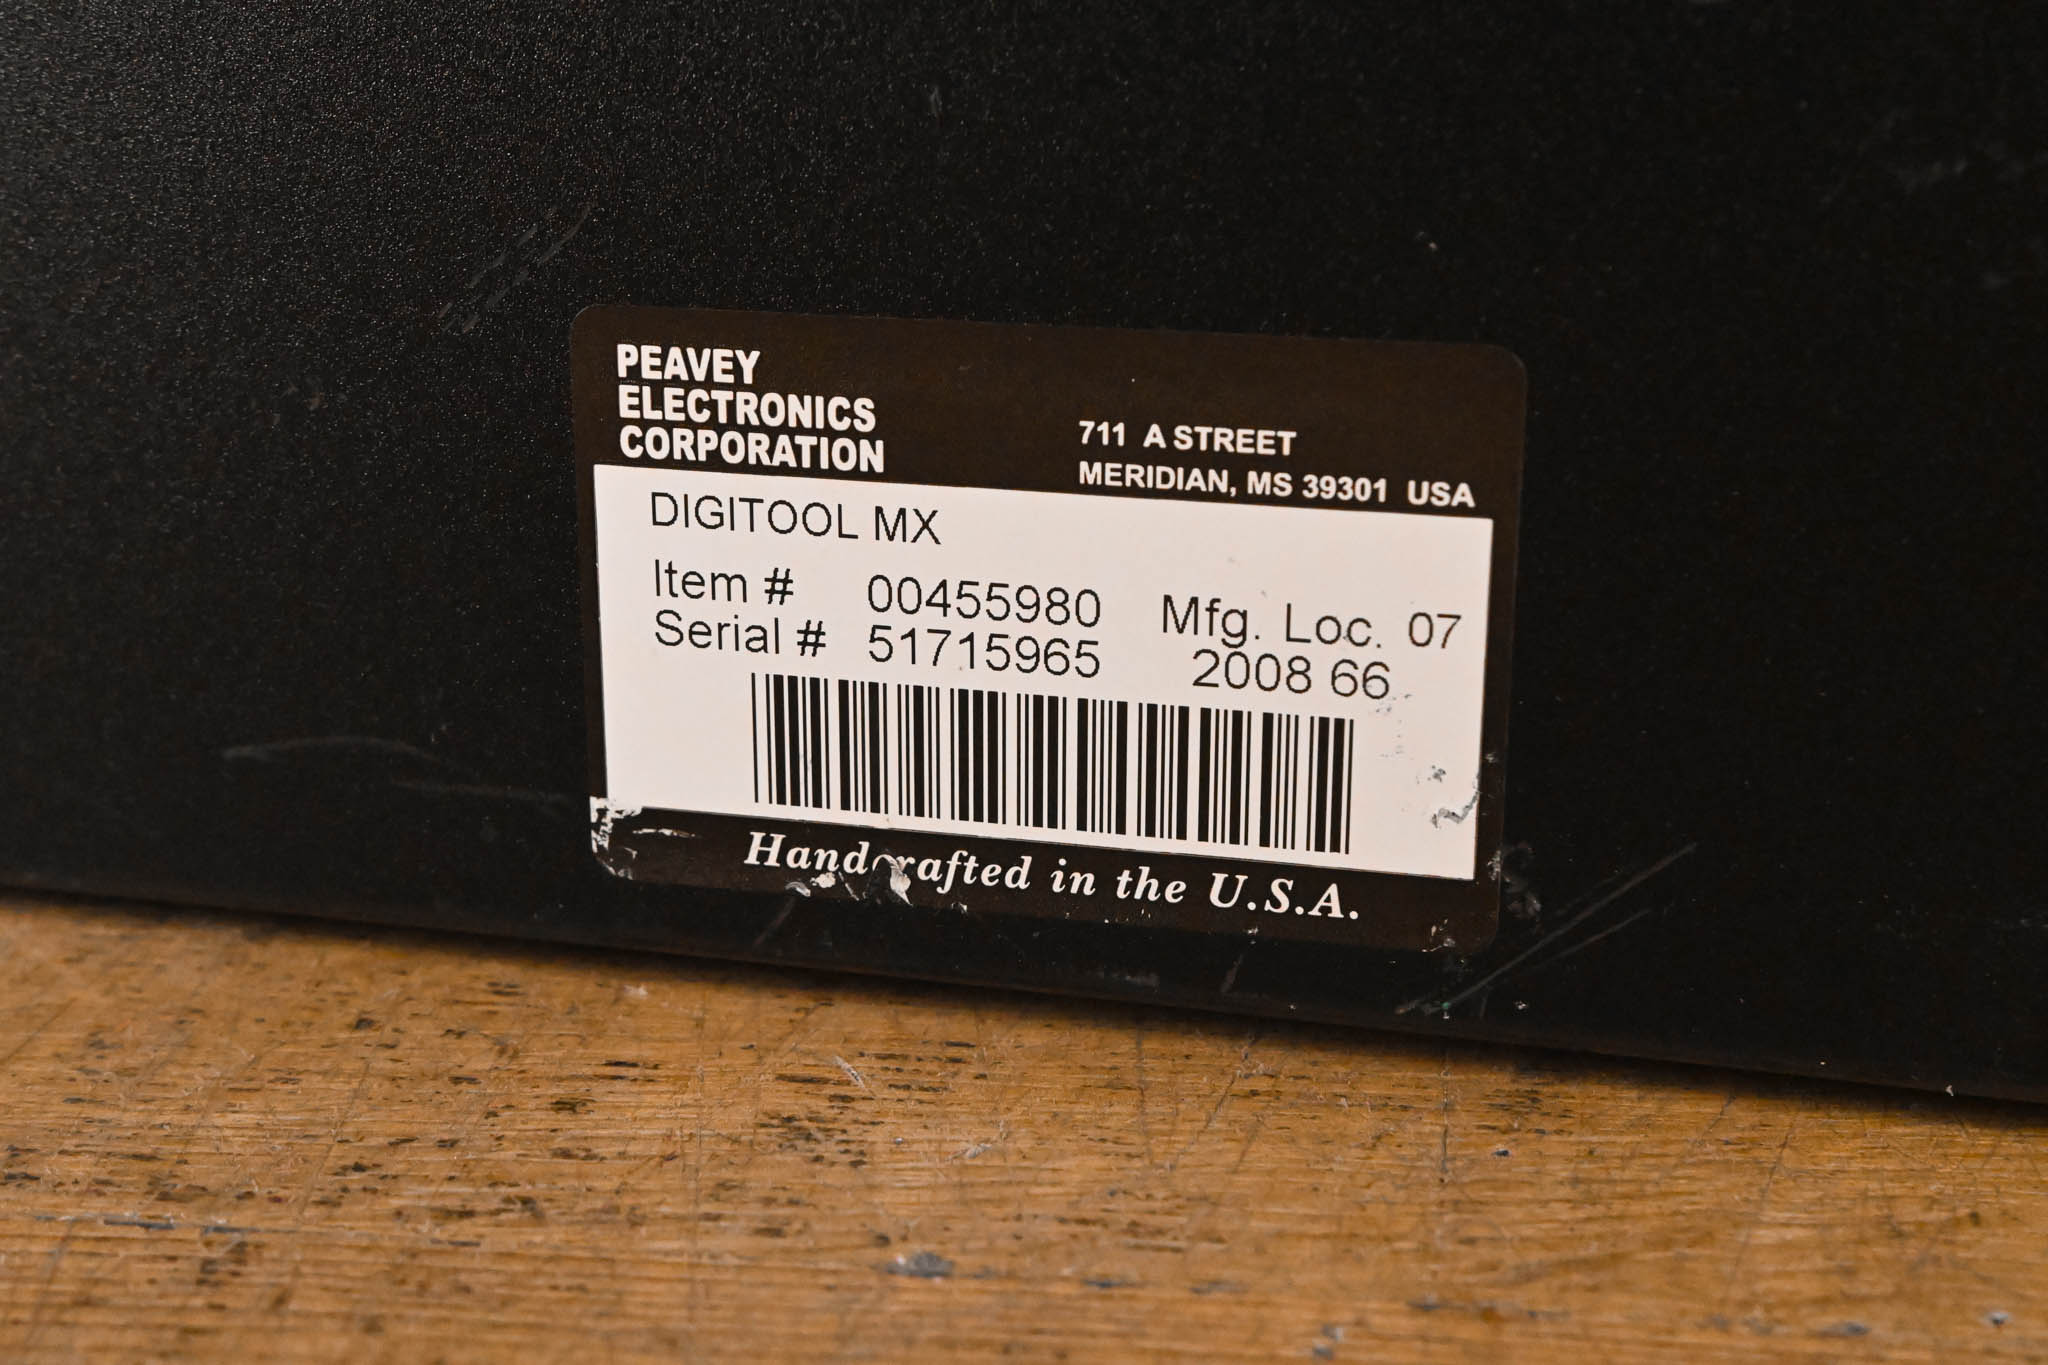 PEAVEY
ELECTRONICS
CORPORATION
711 A STREET
MERIDIAN, MS 39301 USA
DIGITOOL MX
Item # 00455980 Mfg. Loc. 07
Serial # 51715965 2008 66
Handcrafted in the U.S.A.